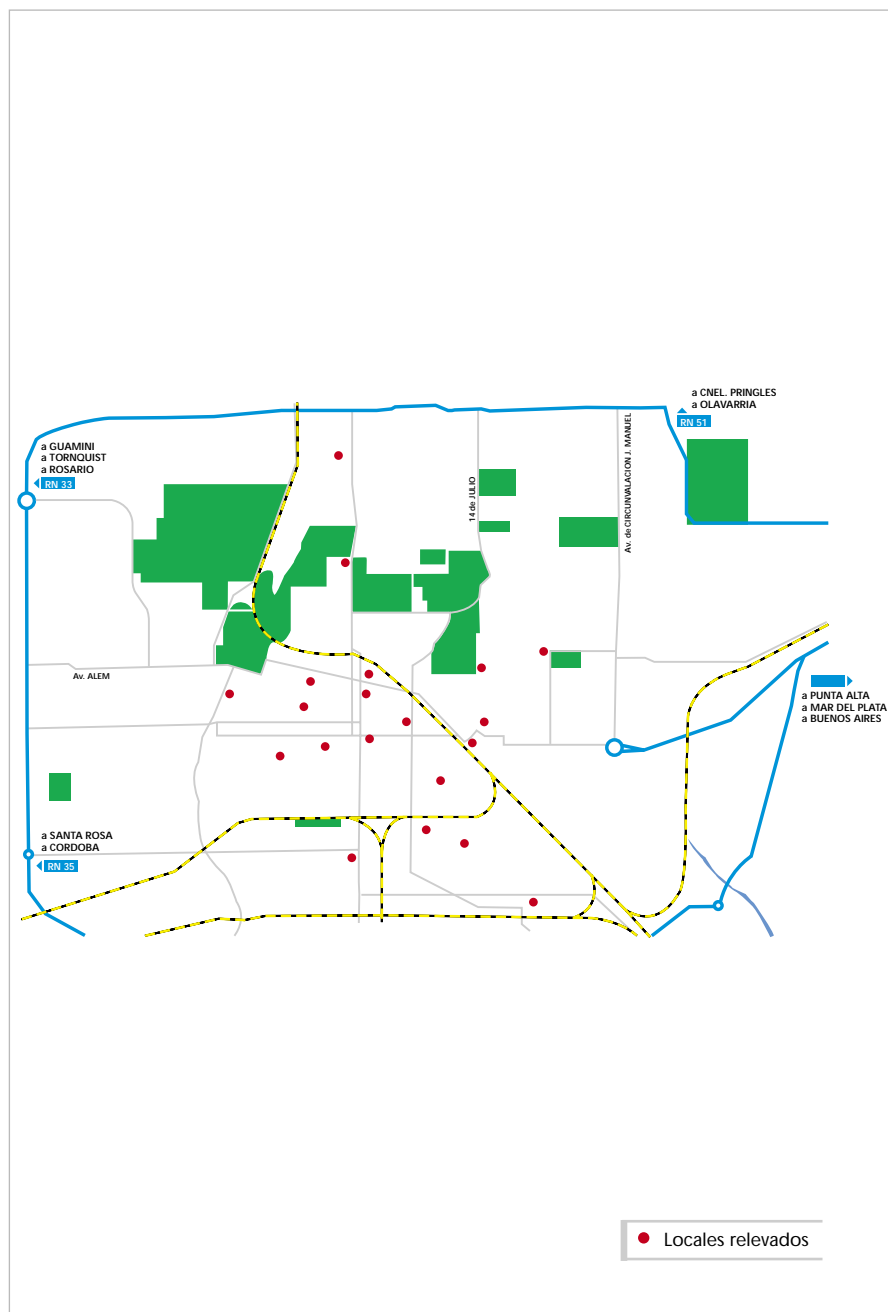 a CNEL. PRINGLES
a OLAVARRIA
RN 51
a GUAMINI
a TORNQUIST
a ROSARIO
RN 33
14 de JULIO
Av. de CIRCUNVALACION J. MANUEL
Av. ALEM
a PUNTA ALTA
a MAR DEL PLATA
a BUENOS AIRES
a SANTA ROSA
a CORDOBA
RN 35
Locales relevados